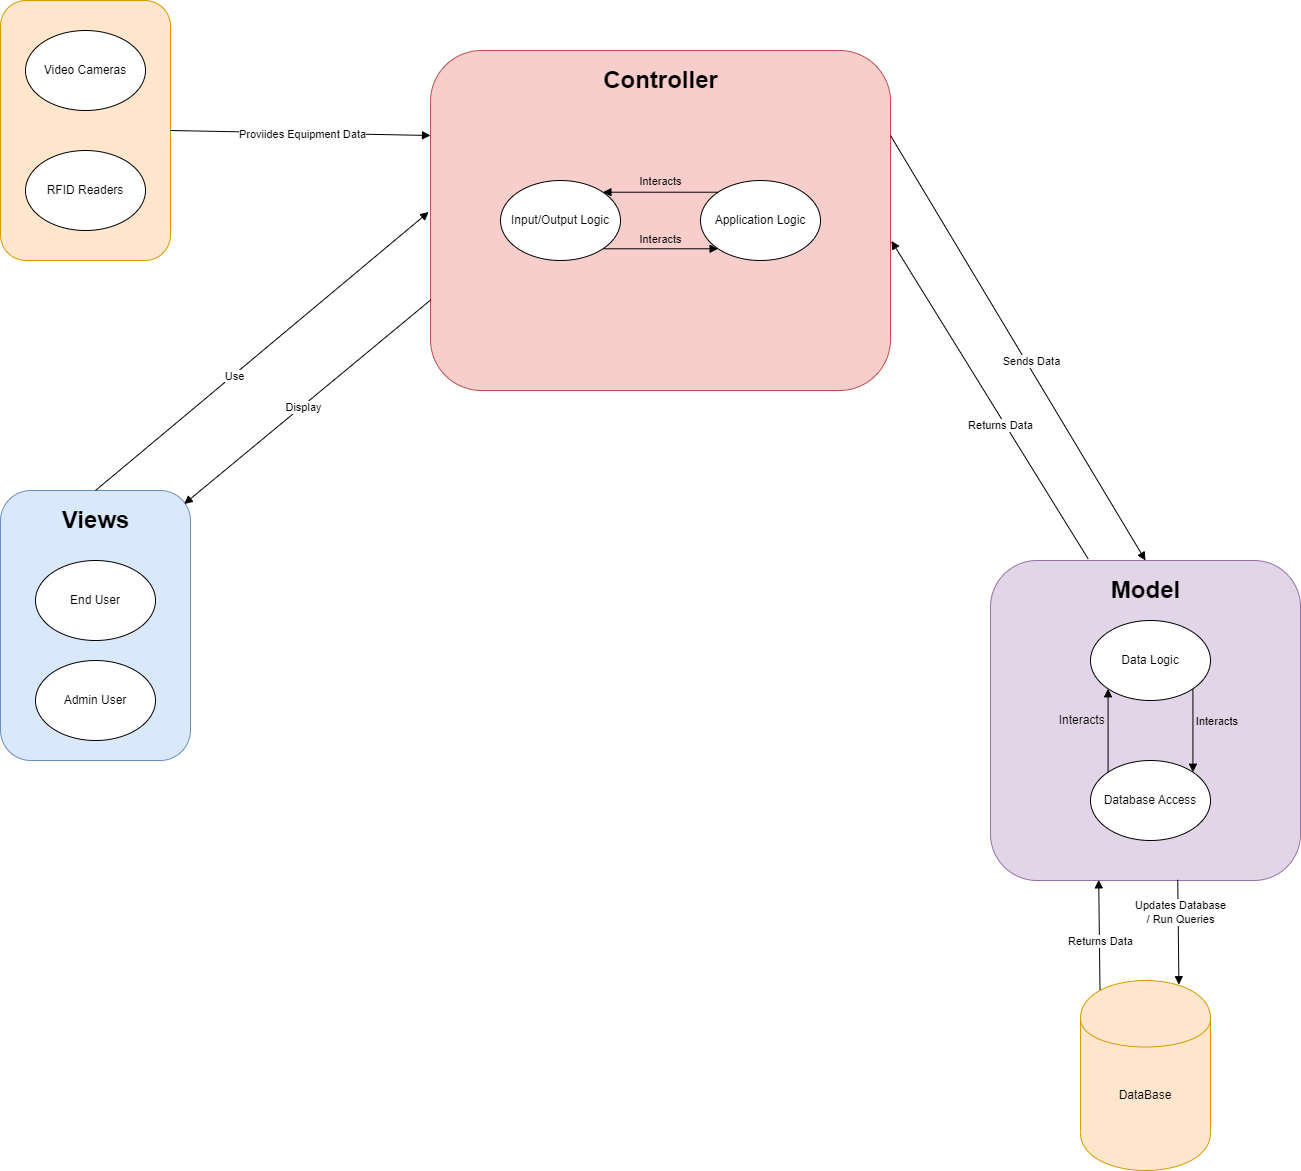 Video Cameras
RFID Readers
Proviides Equipment Data
Controller
Interacts
Input/Output Logic
Application Logic
Interacts
Use
Display
Sends Data
Returns Data
Views
End User
Admin User
Model
Data Logic
Interacts
Interacts
Database Access
Updates Database
/ Run Queries
Returns Data
DataBase